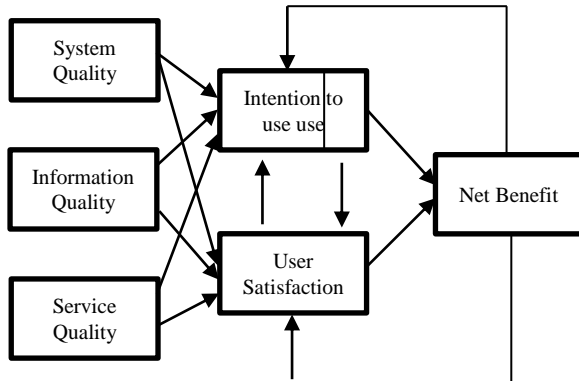 System
Quality
Intention to
use use
Information
Quality
Net Benefit
User
Satisfaction
Service
Quality